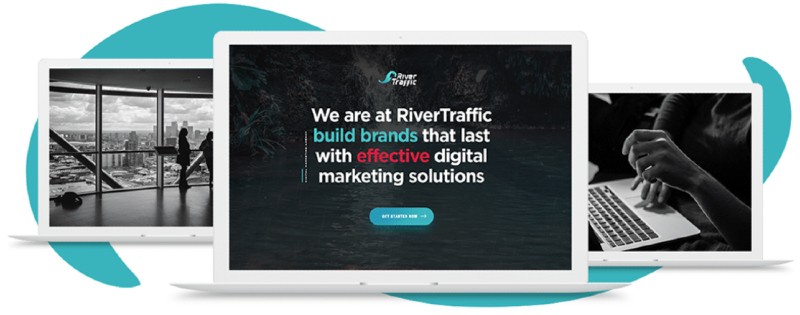 River
Traffic
We are at RiverTraffic
build brands that last
with effective digital
marketing solutions
GET STARTED NOW